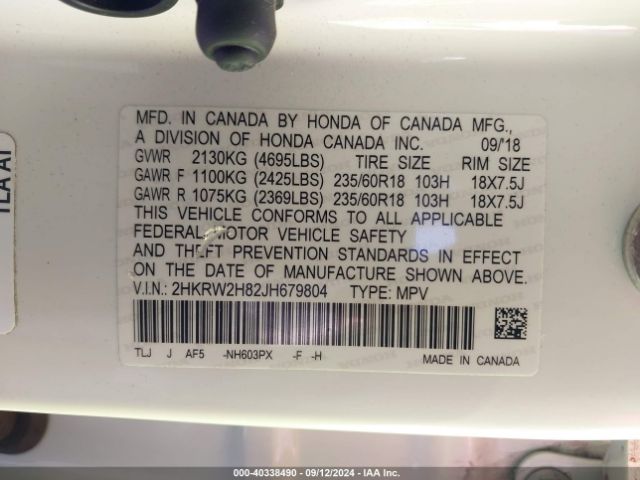 MFD. IN CANADA BY HONDA OF CANADA MFG.,
A DIVISION OF HONDA CANADA INC. 09/'18
GVWR 2130KG (4695LBS) TIRE SIZE RIM SIZE
GAWR F 1100KG (2425LBS) 235/60R18 103H 18X7.5J
GAWR R 1075KG (2369LBS) 235/60R18 103H 18X7.5J
THIS VEHICLE CONFORMS TO ALL APPLICABLE
FEDERAL MOTOR VEHICLE SAFETY
AND THEFT PREVENTION STANDARDS IN EFFECT
ON THE DATE OF MANUFACTURE SHOWN ABOVE.
V.I.N.: 2HKRW2H82JH679804 TYPE: MPV
TLJ J AF5 -NH603PX -F -H MADE IN CANADA
000-40338490 - 09/12/2024 - IAA Inc.